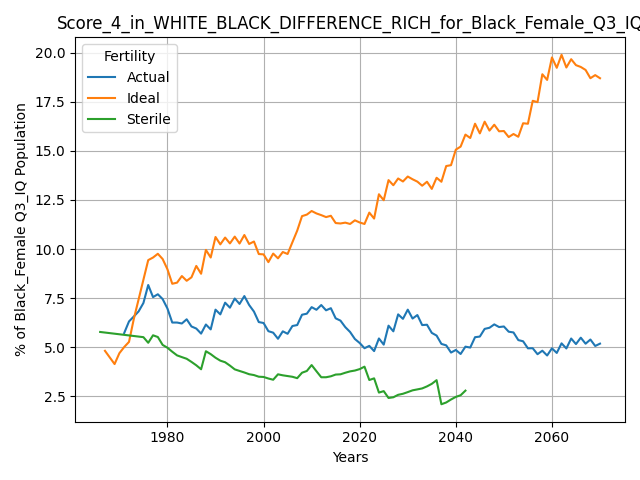 Score_4_in_WHITE_BLACK_DIFFERENCE_RICH_for_Black_Female_Q3_IQ
Fertility
Actual
Ideal
Sterile
% of Black_Female Q3_IQ Population
20.0
17.5
15.0
12.5
10.0
7.5
5.0
2.5
1980 2000 2020 2040 2060
Years